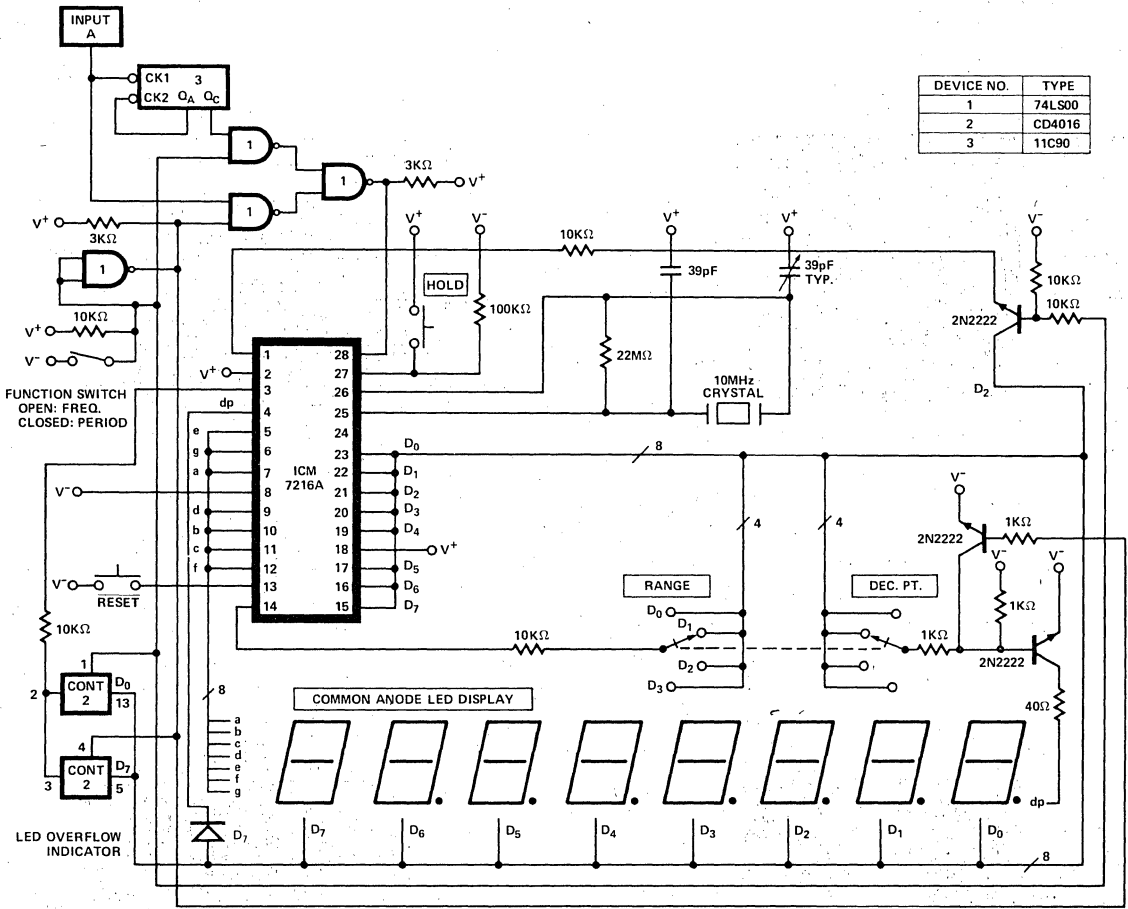 INPUT
A
CK1 3
CK2 QA QC
1
1
1
3KΩ
V+
V+
3KΩ
1
10KΩ
V+
V−
FUNCTION SWITCH
OPEN: FREQ.
CLOSED: PERIOD
DEVICE NO. TYPE
1 74LS00
2 CD4016
3 11C90
V+
V−
HOLD
100KΩ
10KΩ
V+
39pF
V+
39pF
TYP.
22MΩ
10MHz
CRYSTAL
V−
10KΩ
10KΩ
2N2222
D2
V+
dp
e
g
a
V−
d
b
c
f
V−
RESET
ICM
7216A
1 28
2 27
3 26
4 25
5 24
6 23
7 22
8 21
9 20
10 19
11 18
12 17
13 16
14 15
D0
D1
D2
D3
D4
V+
D5
D6
D7
8
4
4
RANGE
D0
D1
D2
D3
10KΩ
DEC. PT.
1KΩ
V−
2N2222
1KΩ
V−
1KΩ
V−
2N2222
40Ω
dp
10KΩ
1
2
CONT
2
D0
13
4
3
CONT
2
D7
5
LED OVERFLOW
INDICATOR
D7
8
a
b
c
d
e
f
g
COMMON ANODE LED DISPLAY
D7 D6 D5 D4 D3 D2 D1 D0
8